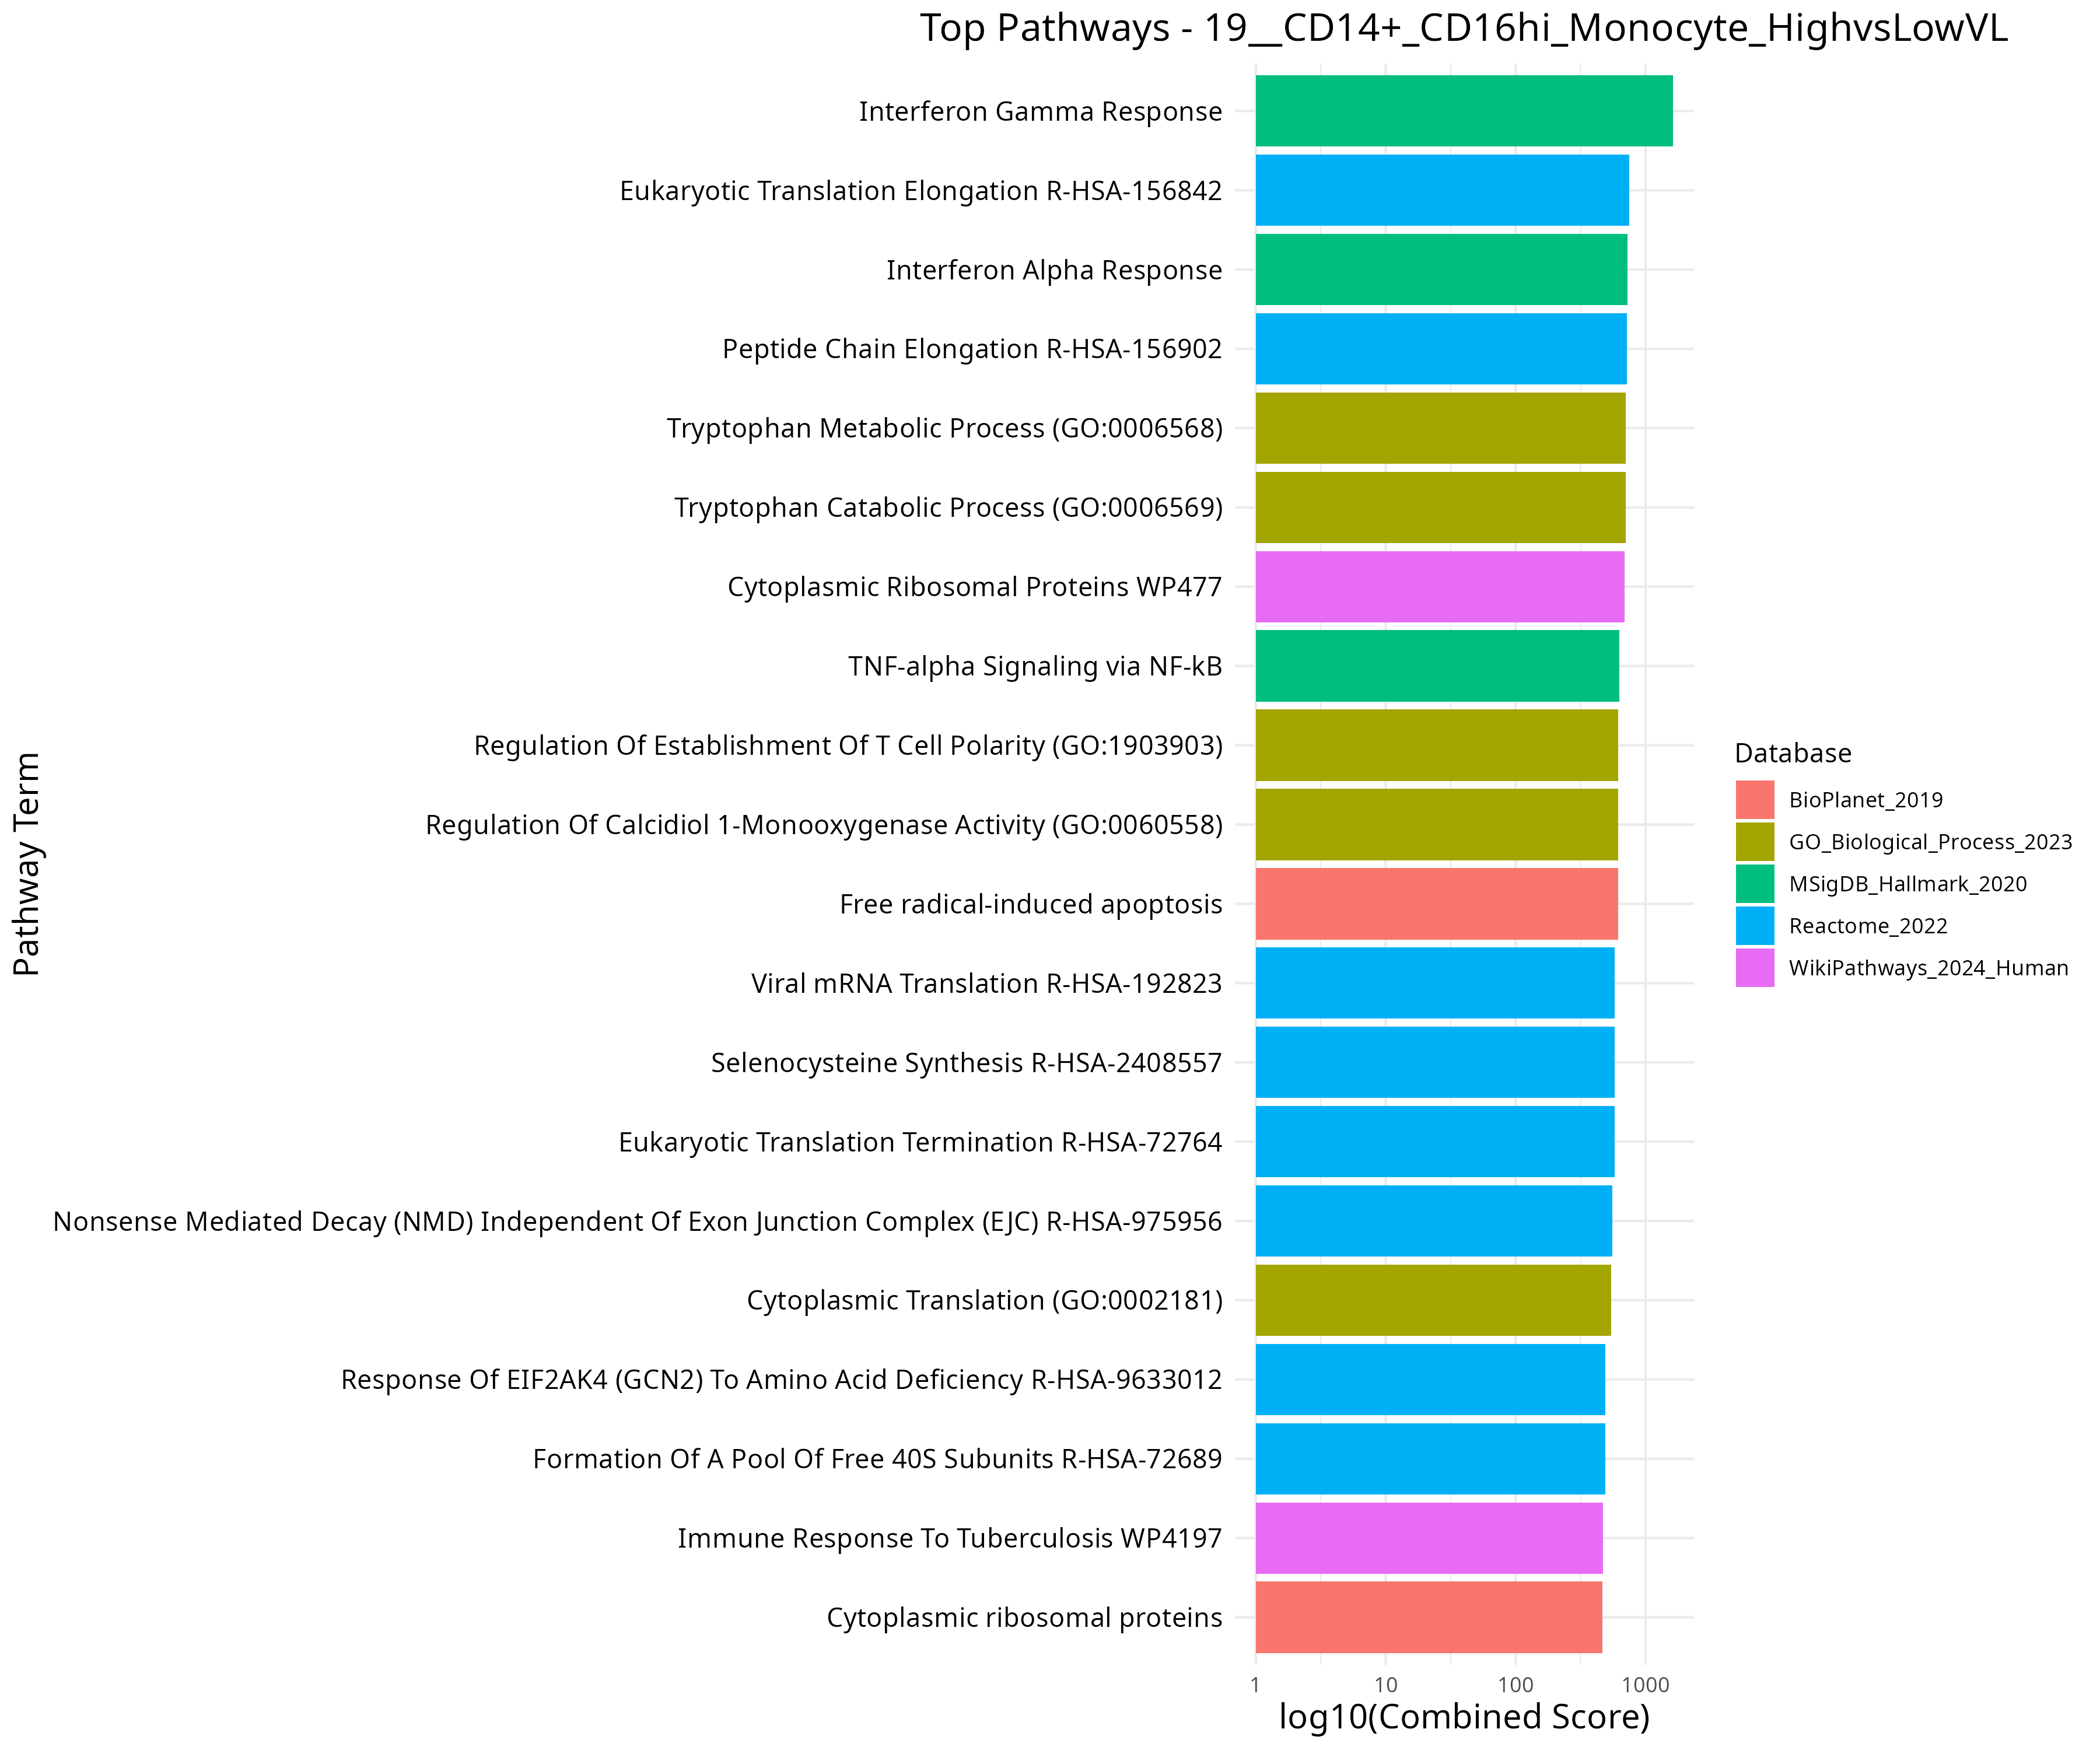 Top Pathways - 19__CD14+_CD16hi_Monocyte_HighvsLowVL
Pathway Term
Interferon Gamma Response
Eukaryotic Translation Elongation R-HSA-156842
Interferon Alpha Response
Peptide Chain Elongation R-HSA-156902
Tryptophan Metabolic Process (GO:0006568)
Tryptophan Catabolic Process (GO:0006569)
Cytoplasmic Ribosomal Proteins WP477
TNF-alpha Signaling via NF-kB
Regulation Of Establishment Of T Cell Polarity (GO:1903903)
Regulation Of Calcidiol 1-Monooxygenase Activity (GO:0060558)
Free radical-induced apoptosis
Viral mRNA Translation R-HSA-192823
Selenocysteine Synthesis R-HSA-2408557
Eukaryotic Translation Termination R-HSA-72764
Nonsense Mediated Decay (NMD) Independent Of Exon Junction Complex (EJC) R-HSA-975956
Cytoplasmic Translation (GO:0002181)
Response Of EIF2AK4 (GCN2) To Amino Acid Deficiency R-HSA-9633012
Formation Of A Pool Of Free 40S Subunits R-HSA-72689
Immune Response To Tuberculosis WP4197
Cytoplasmic ribosomal proteins
1 10 100 1000
log10(Combined Score)
Database
BioPlanet_2019
GO_Biological_Process_2023
MSigDB_Hallmark_2020
Reactome_2022
WikiPathways_2024_Human